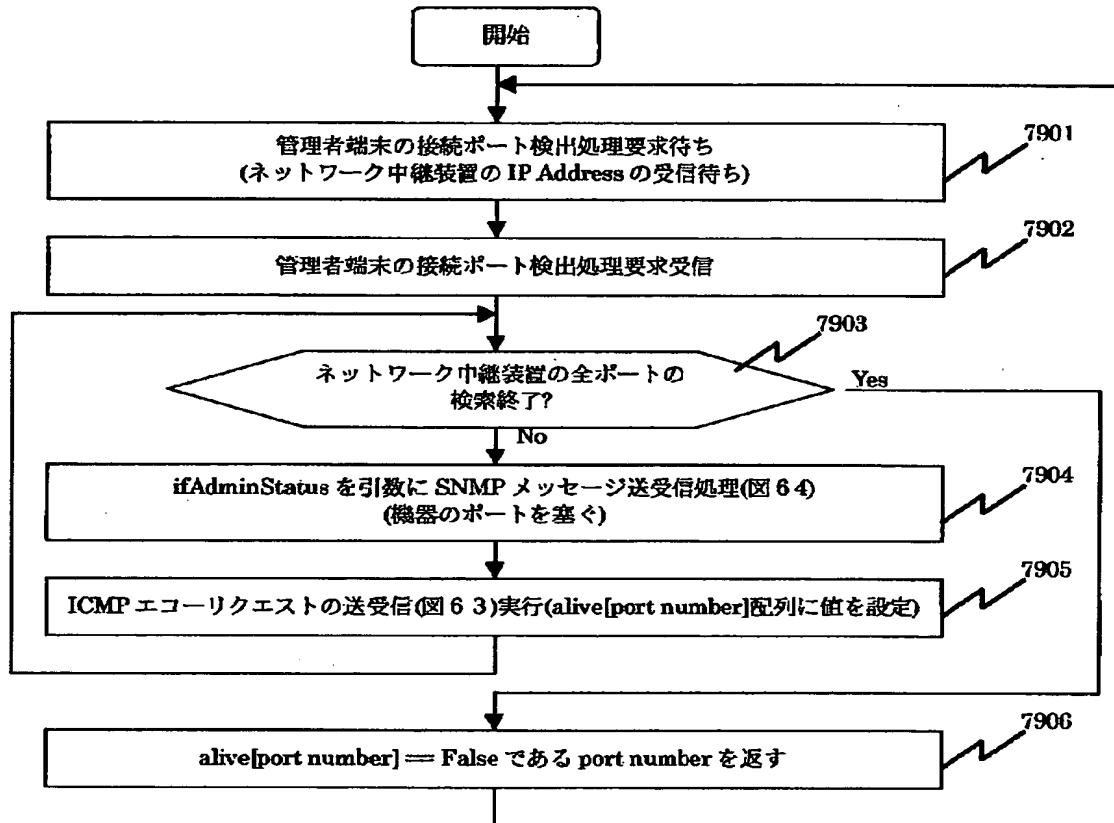 開始
7901
管理者端末の接続ポート検出処理要求待ち
(ネットワーク中継装置の IP Address の受信待ち)
7902
管理者端末の接続ポート検出処理要求受信
7903
ネットワーク中継装置の全ポートの
検索終了?
Yes
No
7904
ifAdminStatus を引数に SNMP メッセージ送受信処理(図64)
(機器のポートを塞ぐ)
7905
ICMP エコーリクエストの送受信(図63)実行(alive[port number]配列に値を設定)
7906
alive[port number] == False である port number を返す